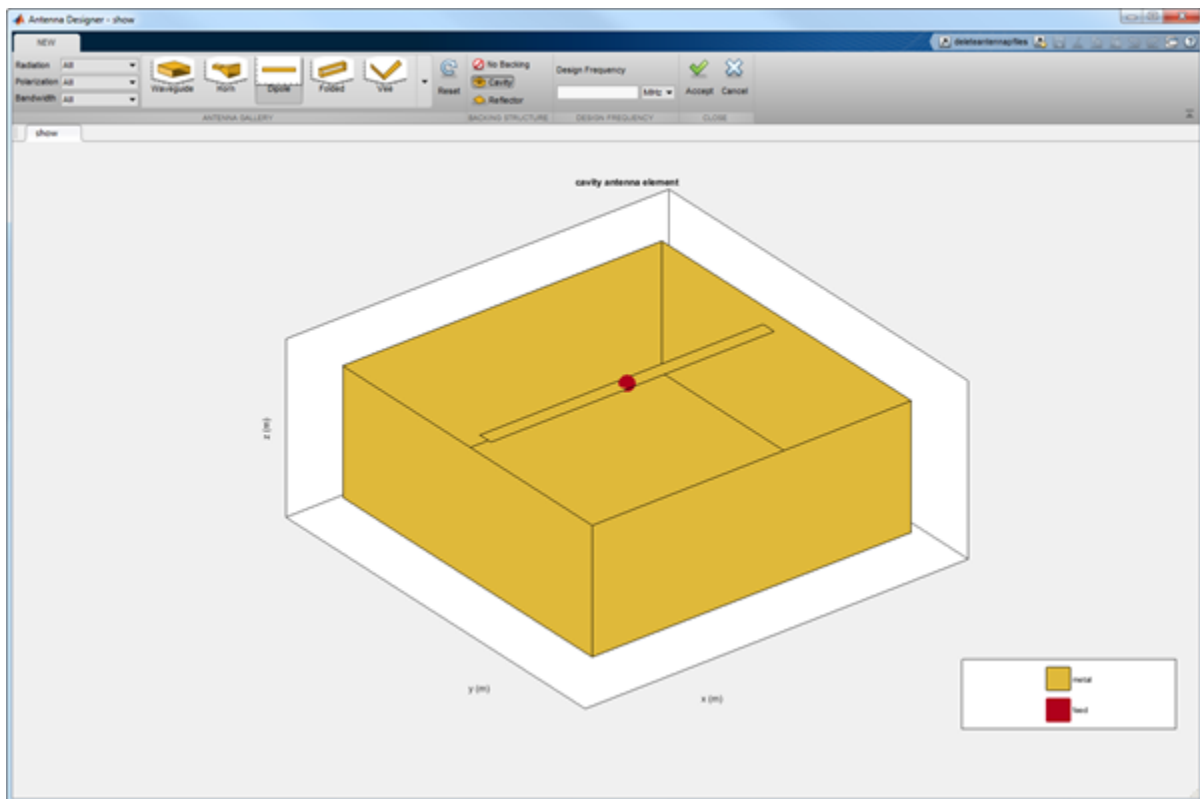 Antenna Designer - show
NEW
deleteantennapfiles
Radiation All
Polarization All
Bandwidth All
Waveguide Horn Dipole Folded Vee
Reset
No Backing
Cavity
Reflector
Design Frequency
MHz
Accept Cancel
ANTENNA GALLERY BACKING STRUCTURE DESIGN FREQUENCY CLOSE
show
cavity antenna element
z (m)
y (m)
x (m)
metal
feed